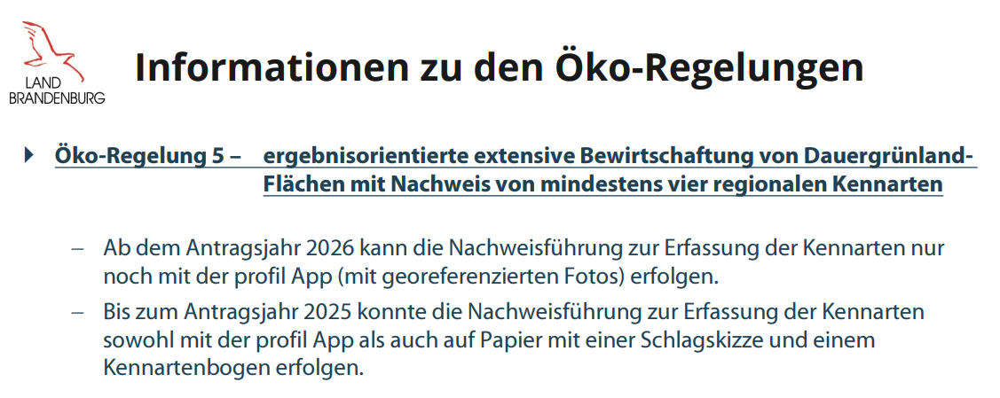 LAND
BRANDENBURG
Informationen zu den Öko-Regelungen
Öko-Regelung 5 – ergebnisorientierte extensive Bewirtschaftung von Dauergrünland-
Flächen mit Nachweis von mindestens vier regionalen Kennarten
– Ab dem Antragsjahr 2026 kann die Nachweisführung zur Erfassung der Kennarten nur
noch mit der profil App (mit georeferenzierten Fotos) erfolgen.
– Bis zum Antragsjahr 2025 konnte die Nachweisführung zur Erfassung der Kennarten
sowohl mit der profil App als auch auf Papier mit einer Schlagskizze und einem
Kennartenbogen erfolgen.